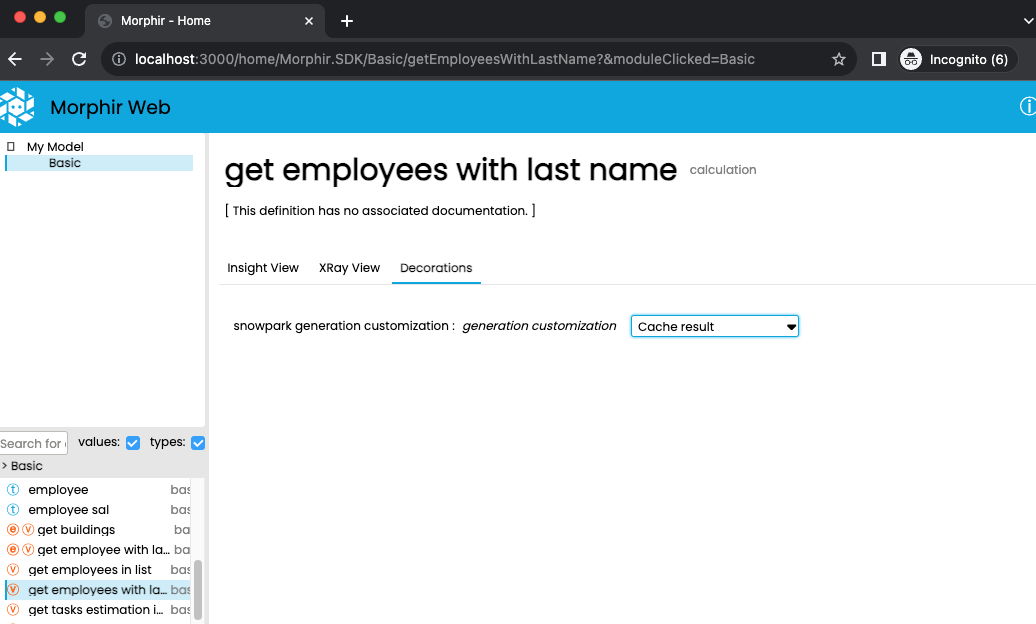 Morphir - Home
localhost:3000/home/Morphir.SDK/Basic/getEmployeesWithLastName?&moduleClicked=Basic
Incognito (6)
Morphir Web
My Model
Basic
get employees with last name calculation
[ This definition has no associated documentation. ]
Insight View XRay View Decorations
snowpark generation customization : generation customization Cache result
Search for values: types:
> Basic
t employee bas
t employee sal bas
e v get buildings ba
e v get employee with la... ba
v get employees in list bas
v get employees with la... bas
v get tasks estimation i... bas